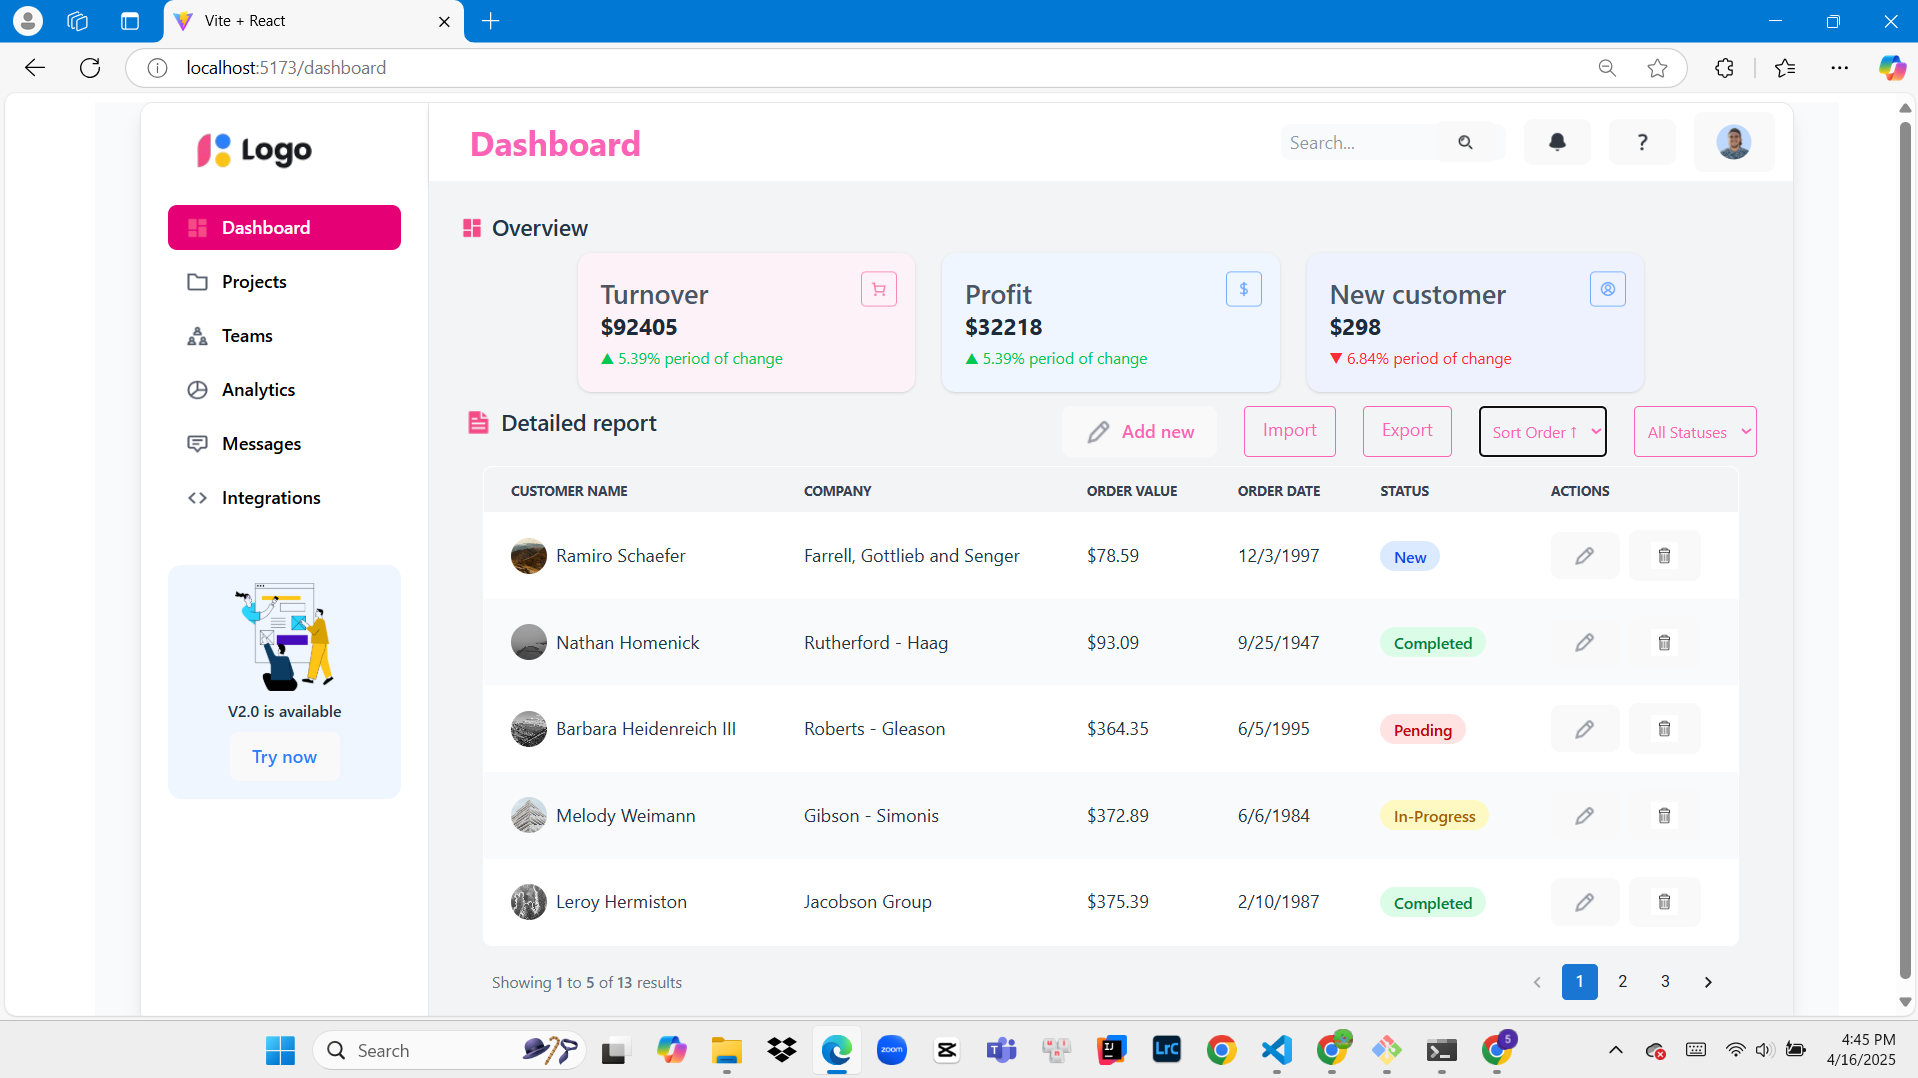 Vite + React
localhost:5173/dashboard
Logo
Dashboard
Search...
?
Dashboard
Projects
Teams
Analytics
Messages
Integrations
V2.0 is available
Try now
Overview
Turnover
$92405
▲ 5.39% period of change
Profit
$
$32218
▲ 5.39% period of change
New customer
$298
▼ 6.84% period of change
Detailed report
Add new
Import
Export
Sort Order ↑
All Statuses
CUSTOMER NAME COMPANY ORDER VALUE ORDER DATE STATUS ACTIONS
Ramiro Schaefer Farrell, Gottlieb and Senger $78.59 12/3/1997 New
Nathan Homenick Rutherford - Haag $93.09 9/25/1947 Completed
Barbara Heidenreich III Roberts - Gleason $364.35 6/5/1995 Pending
Melody Weimann Gibson - Simonis $372.89 6/6/1984 In-Progress
Leroy Hermiston Jacobson Group $375.39 2/10/1987 Completed
Showing 1 to 5 of 13 results
‹ 1 2 3 ›
Search
zoom
LrC
5
4:45 PM
4/16/2025